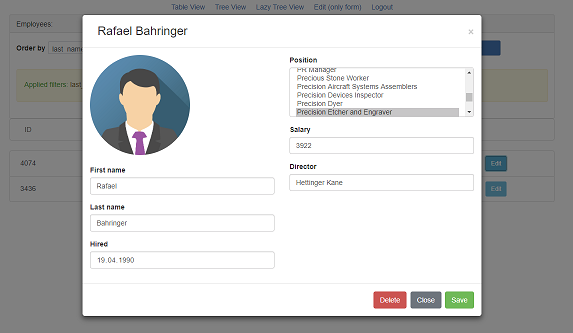 Table View Tree View Lazy Tree View Edit (only form) Logout
Employees:
Rafael Bahringer
×
Order by last_name
Applied filters: last
ID
4074 Edit
3436 Edit
Position
PR Manager
Precious Stone Worker
Precision Aircraft Systems Assemblers
Precision Devices Inspector
Precision Dyer
Precision Etcher and Engraver
Salary
3922
Director
Hettinger Kane
First name
Rafael
Last name
Bahringer
Hired
19.04.1990
Delete Close Save